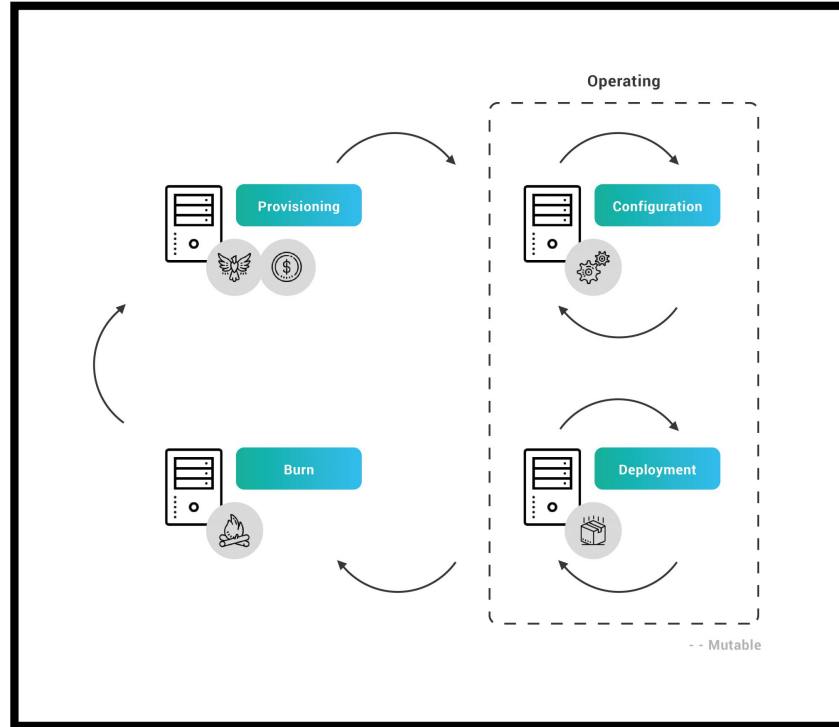 Operating
Provisioning
Configuration
$
Burn
Deployment
- - Mutable